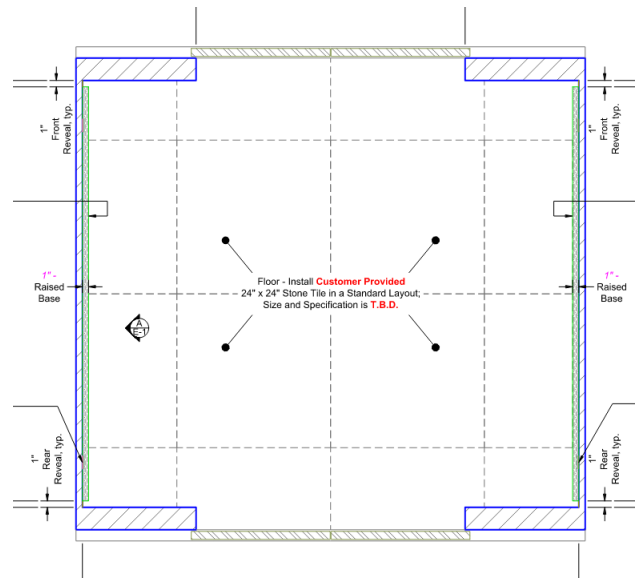 1"
Front
Reveal, typ.
1"
Front
Reveal, typ.
Floor - Install Customer Provided
24" x 24" Stone Tile in a Standard Layout;
Size and Specification is T.B.D.
1" -
Raised
Base
1" -
Raised
Base
A
E-1
1"
Rear
Reveal, typ.
1"
Rear
Reveal, typ.